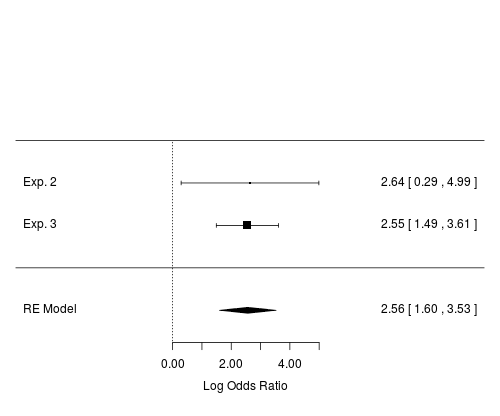 Exp. 2 2.64 [ 0.29 , 4.99 ]
Exp. 3 2.55 [ 1.49 , 3.61 ]
RE Model 2.56 [ 1.60 , 3.53 ]
0.00 2.00 4.00
Log Odds Ratio